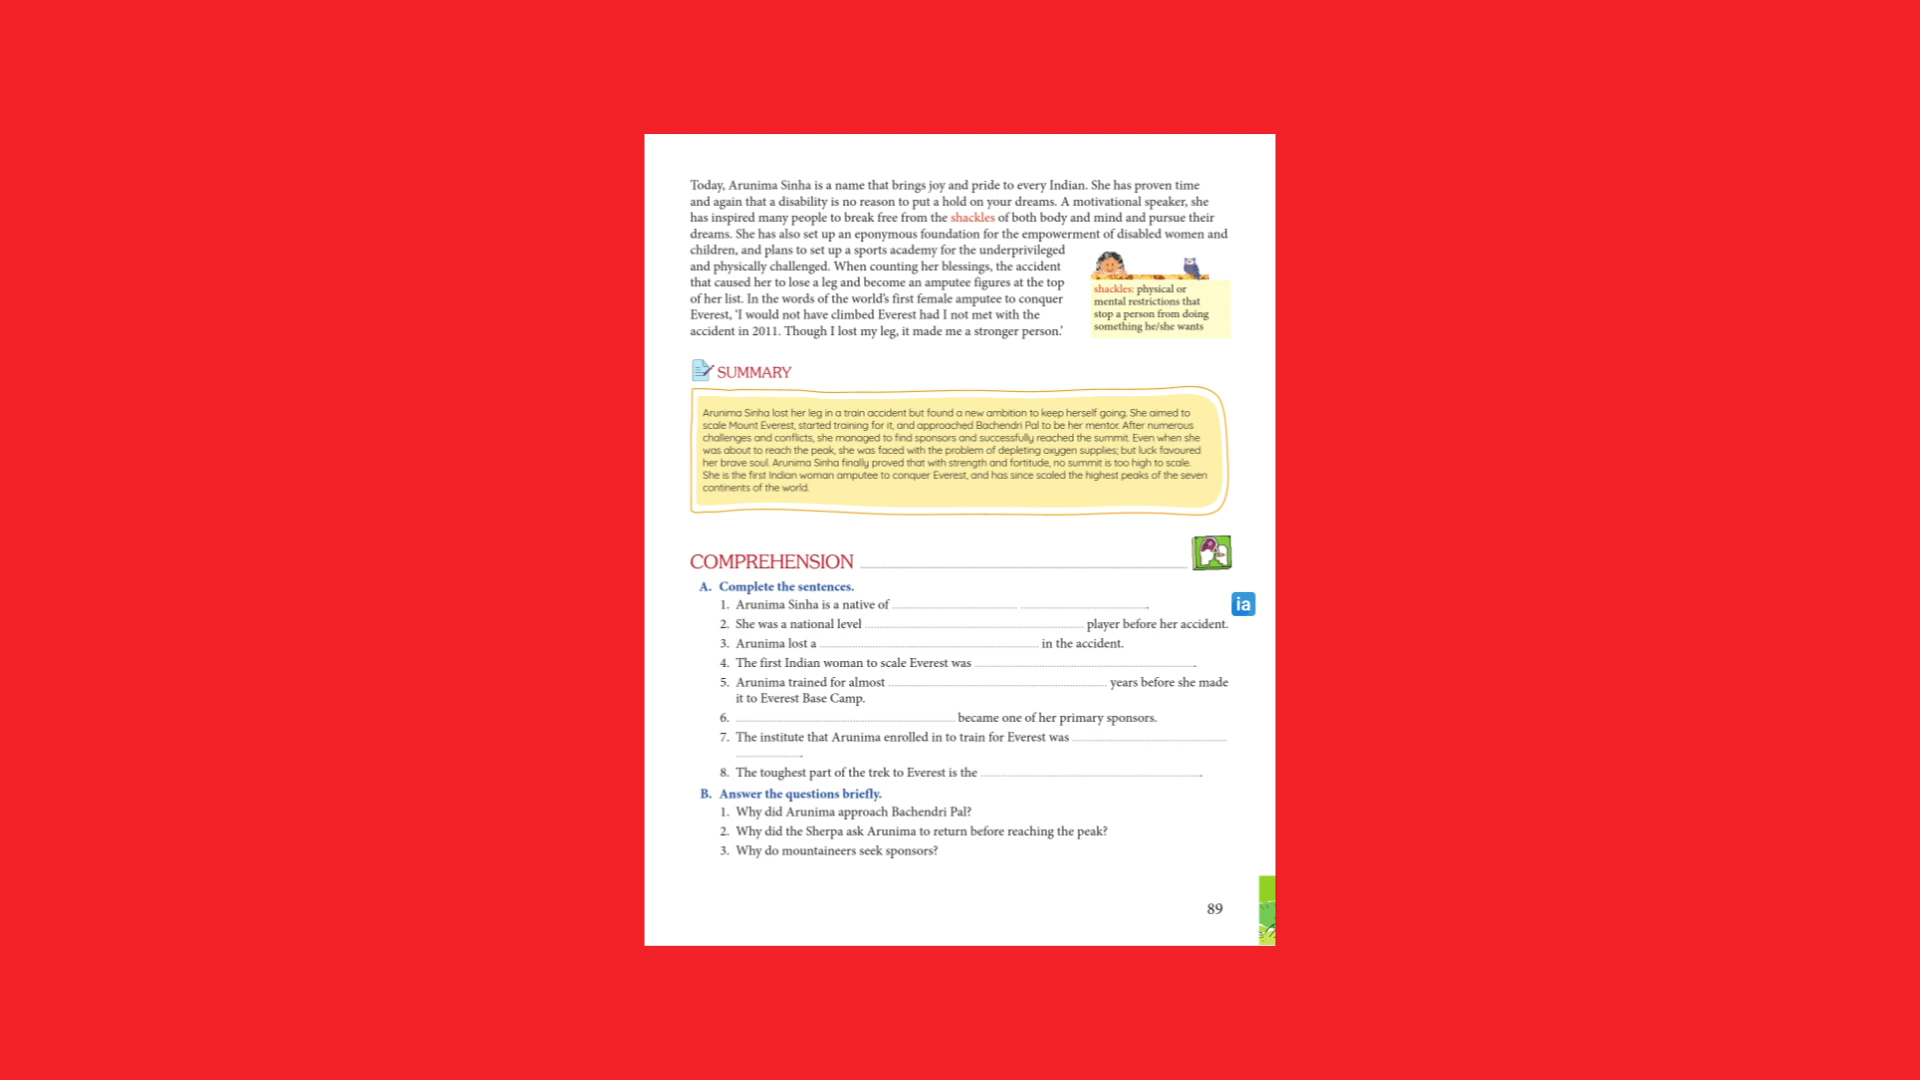 Today, Arunima Sinha is a name that brings joy and pride to every Indian. She has proven time
and again that a disability is no reason to put a hold on your dreams. A motivational speaker, she
has inspired many people to break free from the shackles of both body and mind and pursue their
dreams. She has also set up an eponymous foundation for the empowerment of disabled women and
children, and plans to set up a sports academy for the underprivileged
and physically challenged. When counting her blessings, the accident
that caused her to lose a leg and become an amputee figures at the top
of her list. In the words of the world's first female amputee to conquer
Everest, 'I would not have climbed Everest had I not met with the
accident in 2011. Though I lost my leg, it made me a stronger person.'
shackles: physical or
mental restrictions that
stop a person from doing
something he/she wants
SUMMARY
Arunima Sinha lost her leg in a train accident but found a new ambition to keep herself going. She aimed to
scale Mount Everest, started training for it, and approached Bachendri Pal to be her mentor. After numerous
challenges and conflicts, she managed to find sponsors and successfully reached the summit. Even when she
was about to reach the peak, she was faced with the problem of depleting oxygen supplies; but luck favoured
her brave soul. Arunima Sinha finally proved that with strength and fortitude, no summit is too high to scale.
She is the first Indian woman amputee to conquer Everest, and has since scaled the highest peaks of the seven
continents of the world.
COMPREHENSION
A. Complete the sentences.
1. Arunima Sinha is a native of .
ia
2. She was a national level player before her accident.
3. Arunima lost a in the accident.
4. The first Indian woman to scale Everest was .
5. Arunima trained for almost years before she made
it to Everest Base Camp.
6. became one of her primary sponsors.
7. The institute that Arunima enrolled in to train for Everest was
.
8. The toughest part of the trek to Everest is the .
B. Answer the questions briefly.
1. Why did Arunima approach Bachendri Pal?
2. Why did the Sherpa ask Arunima to return before reaching the peak?
3. Why do mountaineers seek sponsors?
89